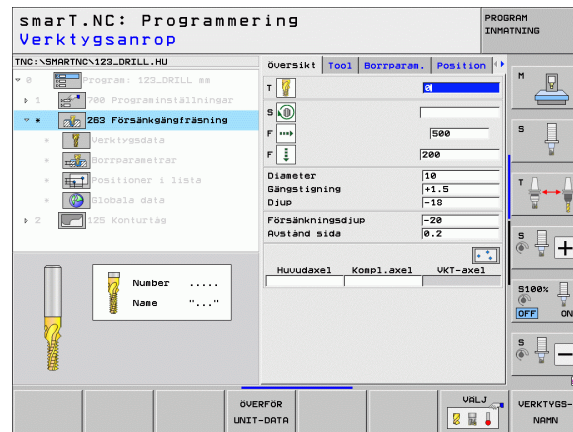 smarT.NC: Programmering
Verktygsanrop
PROGRAM
INMATNING
TNC:\SMARTNC\123_DRILL.HU
0 Program: 123_DRILL mm
1 700 Programinställningar
* 263 Försänkgängfräsning
* Verktygsdata
* Borrparametrar
* Positioner i lista
* Globala data
2 125 Konturtåg
Number .....
Name "..."
Översikt Tool Borrparam. Position
T 0
S
F 500
F 200
Diameter 10
Gängstigning +1.5
Djup -18
Försänkningsdjup -20
Avstånd sida 0.2
Huvudaxel Kompl.axel VKT-axel
M
S
T
S
S100%
OFF ON
S
ÖVERFÖR
UNIT-DATA
VÄLJ
VERKTYGS-
NAMN